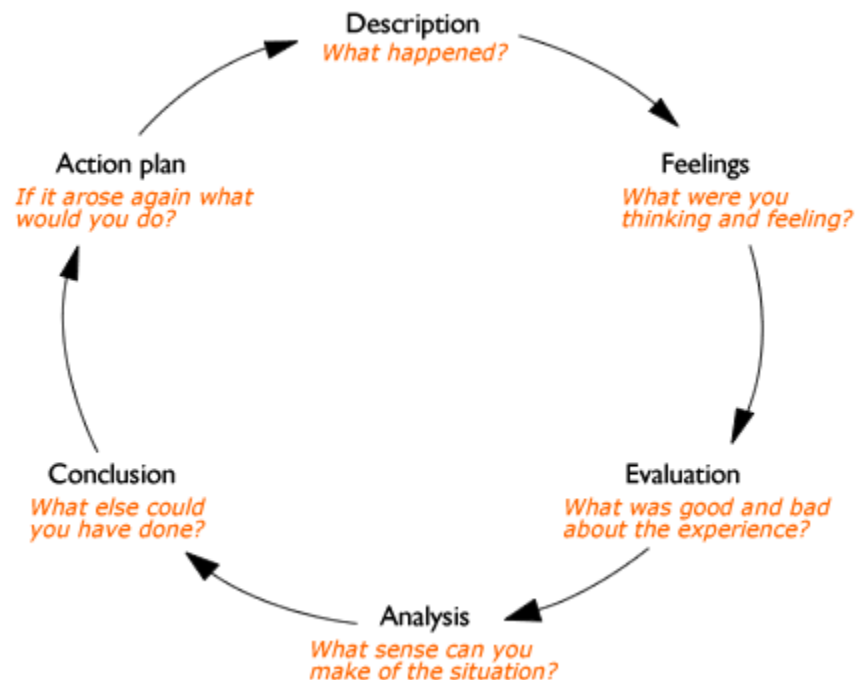 Description
What happened?
Feelings
What were you
thinking and feeling?
Evaluation
What was good and bad
about the experience?
Analysis
What sense can you
make of the situation?
Conclusion
What else could
you have done?
Action plan
If it arose again what
would you do?